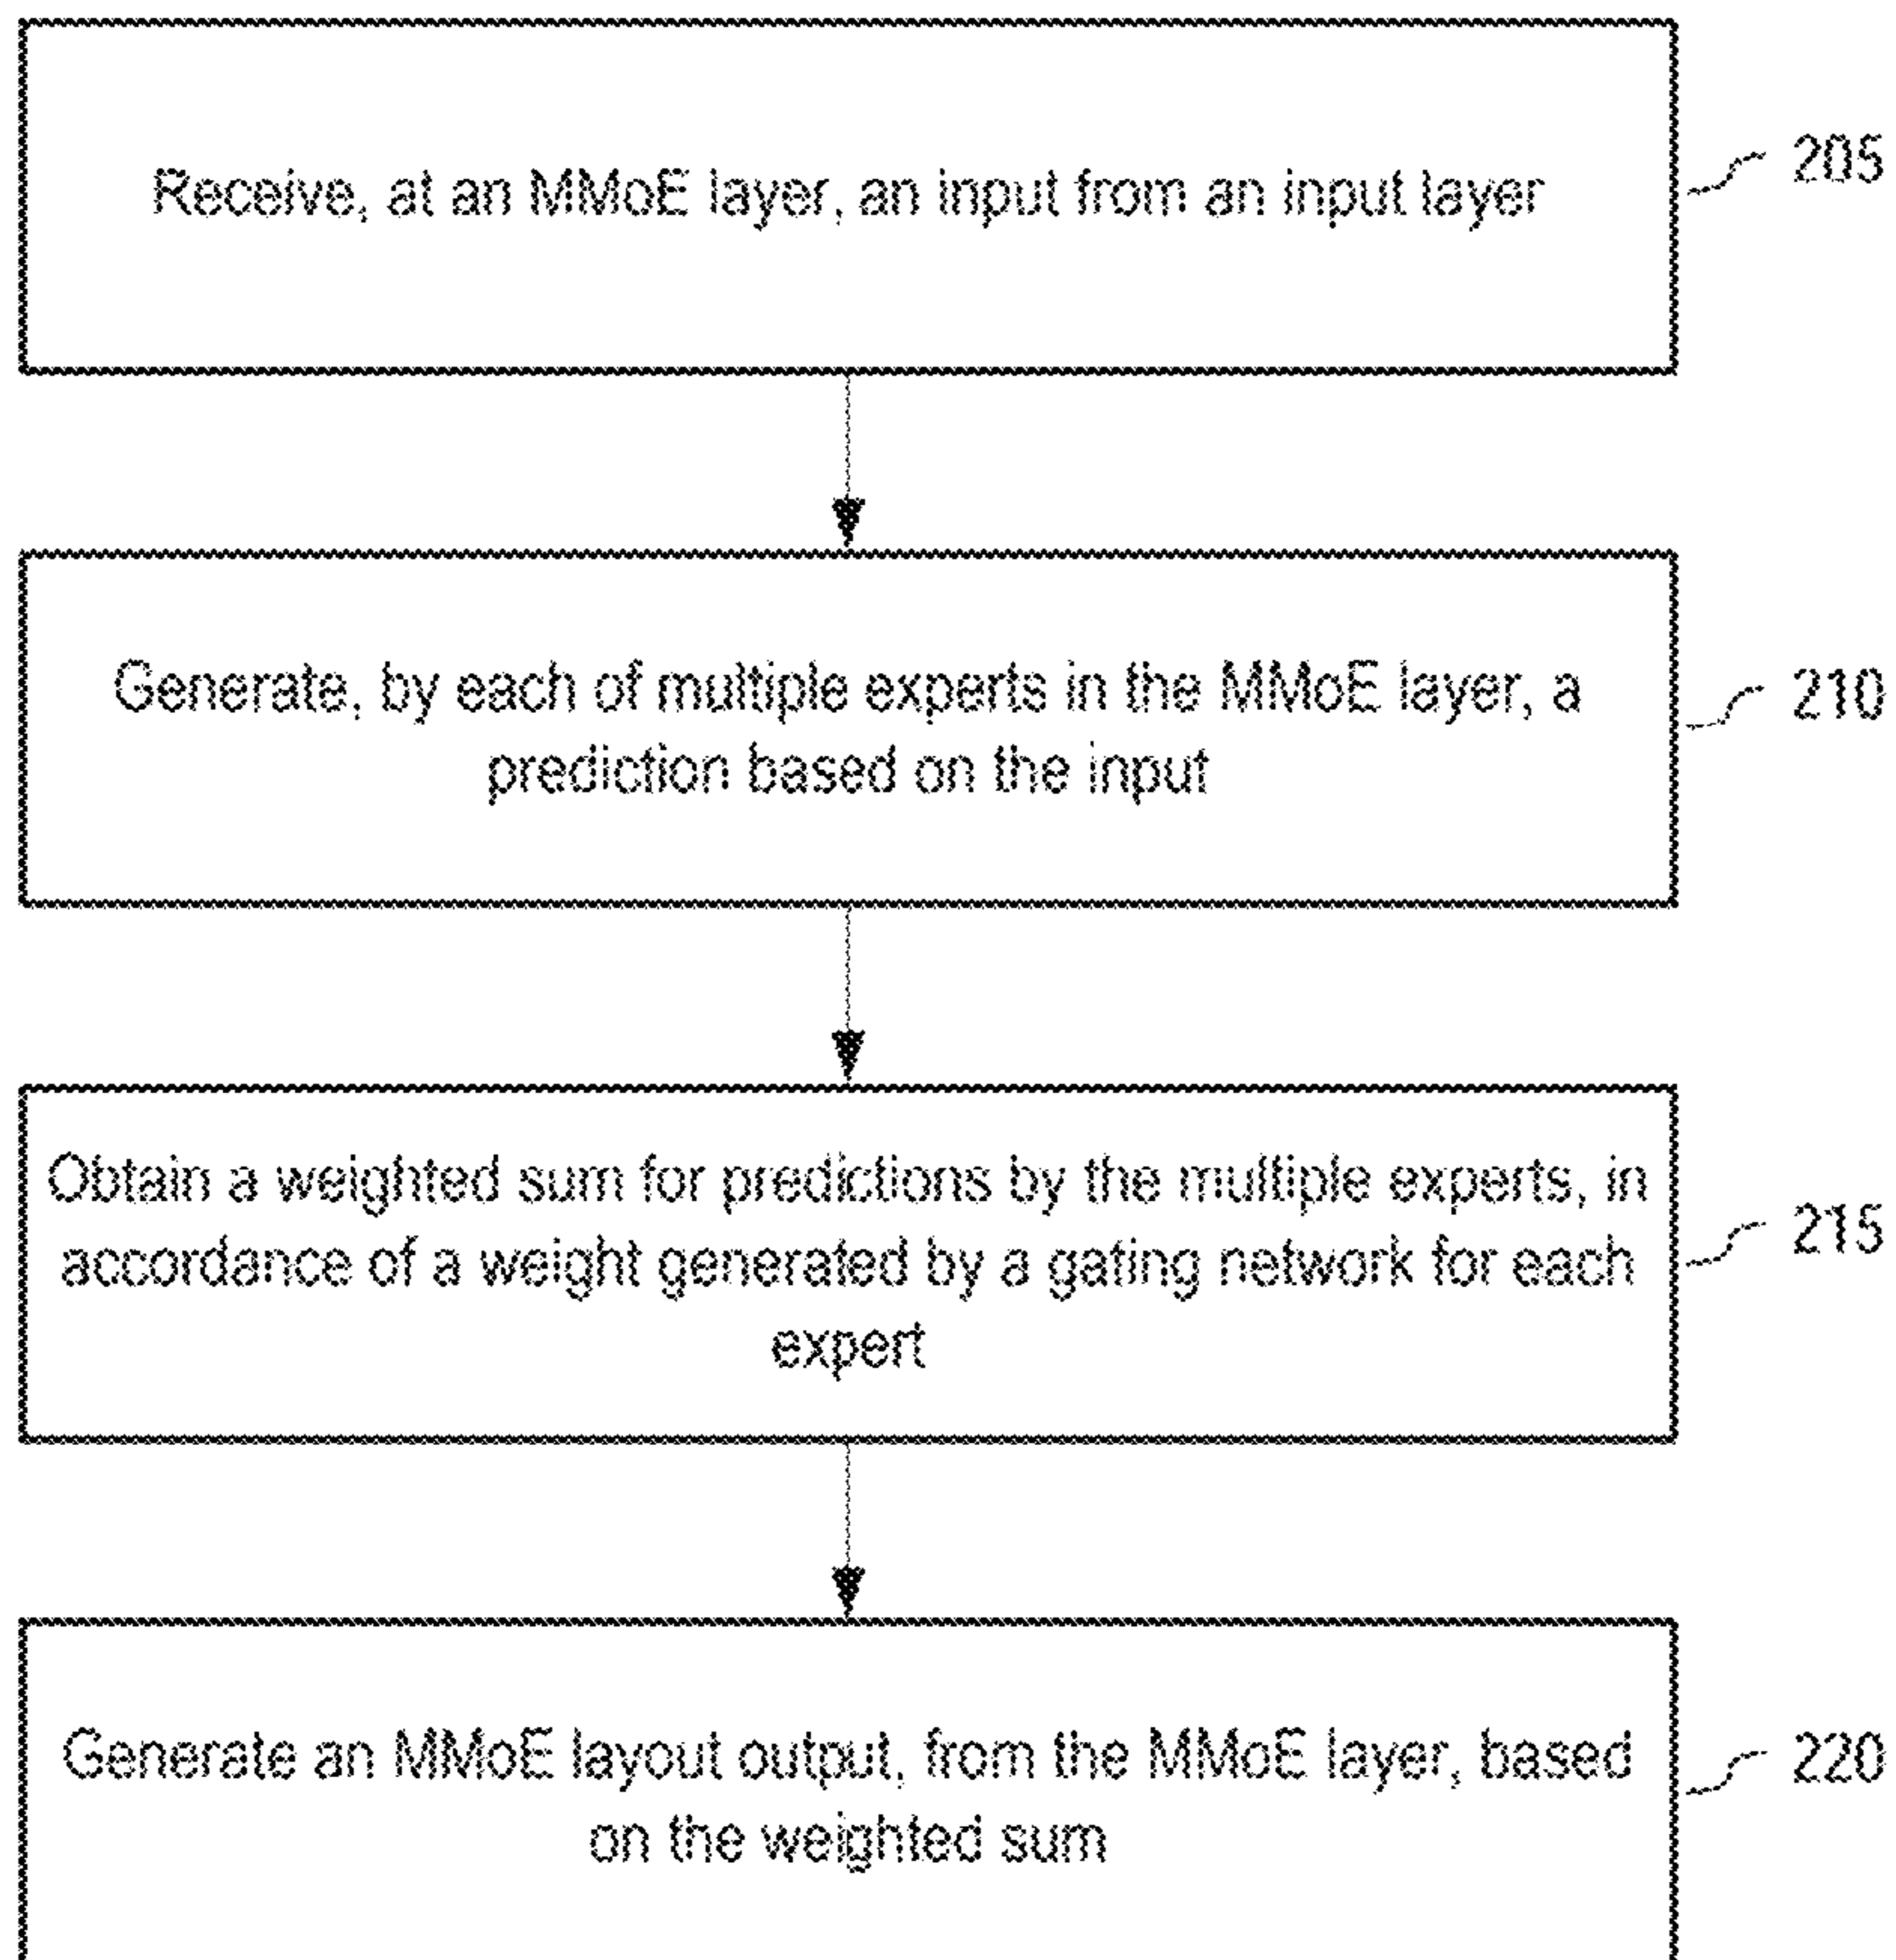 Receive, at an MMoE layer, an input from an input layer
205
Generate, by each of multiple experts in the MMoE layer, a
prediction based on the input
210
Obtain a weighted sum for predictions by the multiple experts, in
accordance of a weight generated by a gating network for each
expert
215
Generate an MMoE layout output, from the MMoE layer, based
on the weighted sum
220